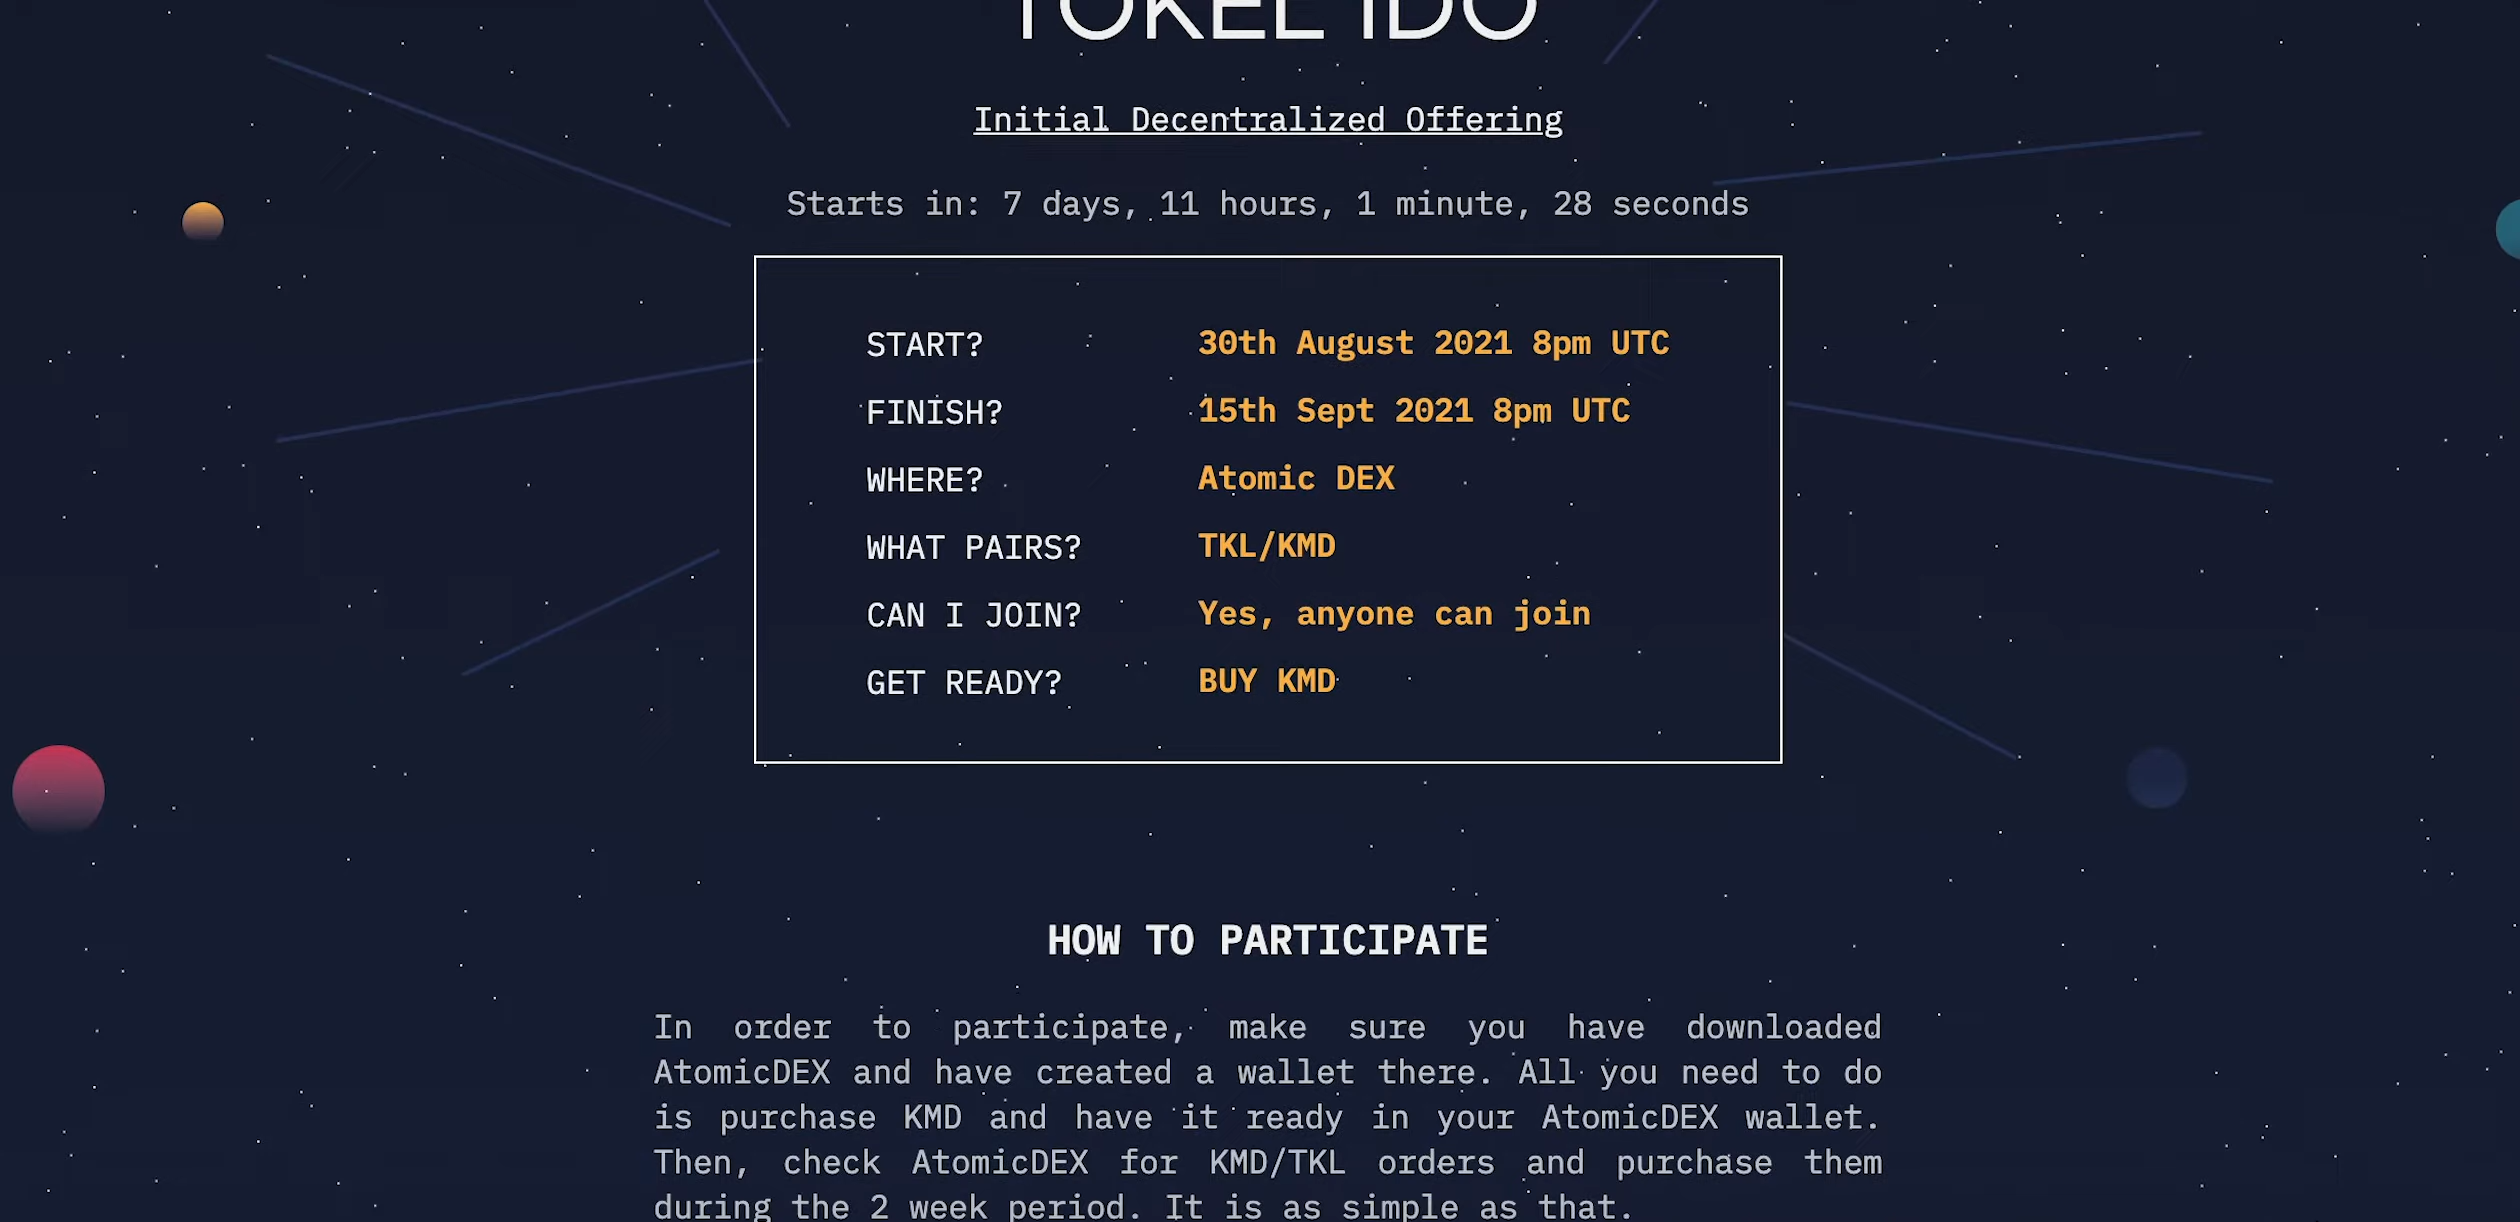 TOKEL IDO
Initial Decentralized Offering
Starts in: 7 days, 11 hours, 1 minute, 28 seconds
START? 30th August 2021 8pm UTC
FINISH? 15th Sept 2021 8pm UTC
WHERE? Atomic DEX
WHAT PAIRS? TKL/KMD
CAN I JOIN? Yes, anyone can join
GET READY? BUY KMD
HOW TO PARTICIPATE
In order to participate, make sure you have downloaded
AtomicDEX and have created a wallet there. All you need to do
is purchase KMD and have it ready in your AtomicDEX wallet.
Then, check AtomicDEX for KMD/TKL orders and purchase them
during the 2 week period. It is as simple as that.